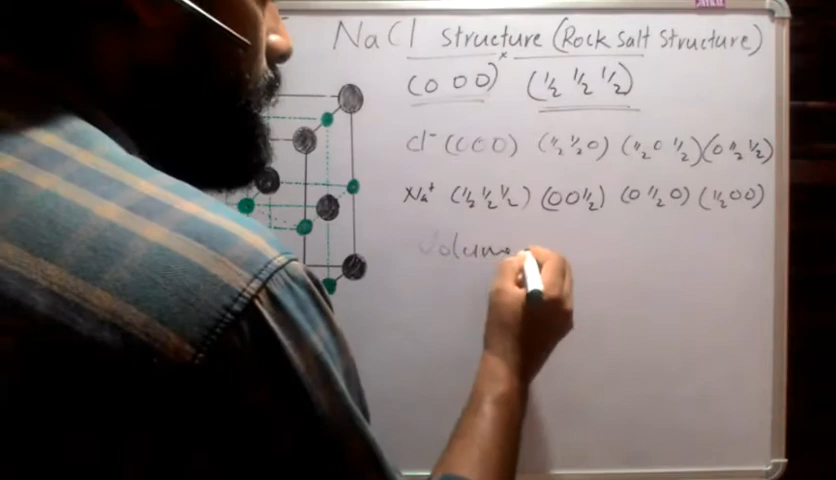 NaCl structure (Rock salt structure)
(0 0 0) (1/2 1/2 1/2)
Cl⁻ (0 0 0) (1/2 1/2 0) (1/2 0 1/2) (0 1/2 1/2)
Na⁺ (1/2 1/2 1/2) (0 0 1/2) (0 1/2 0) (1/2 0 0)
Volume